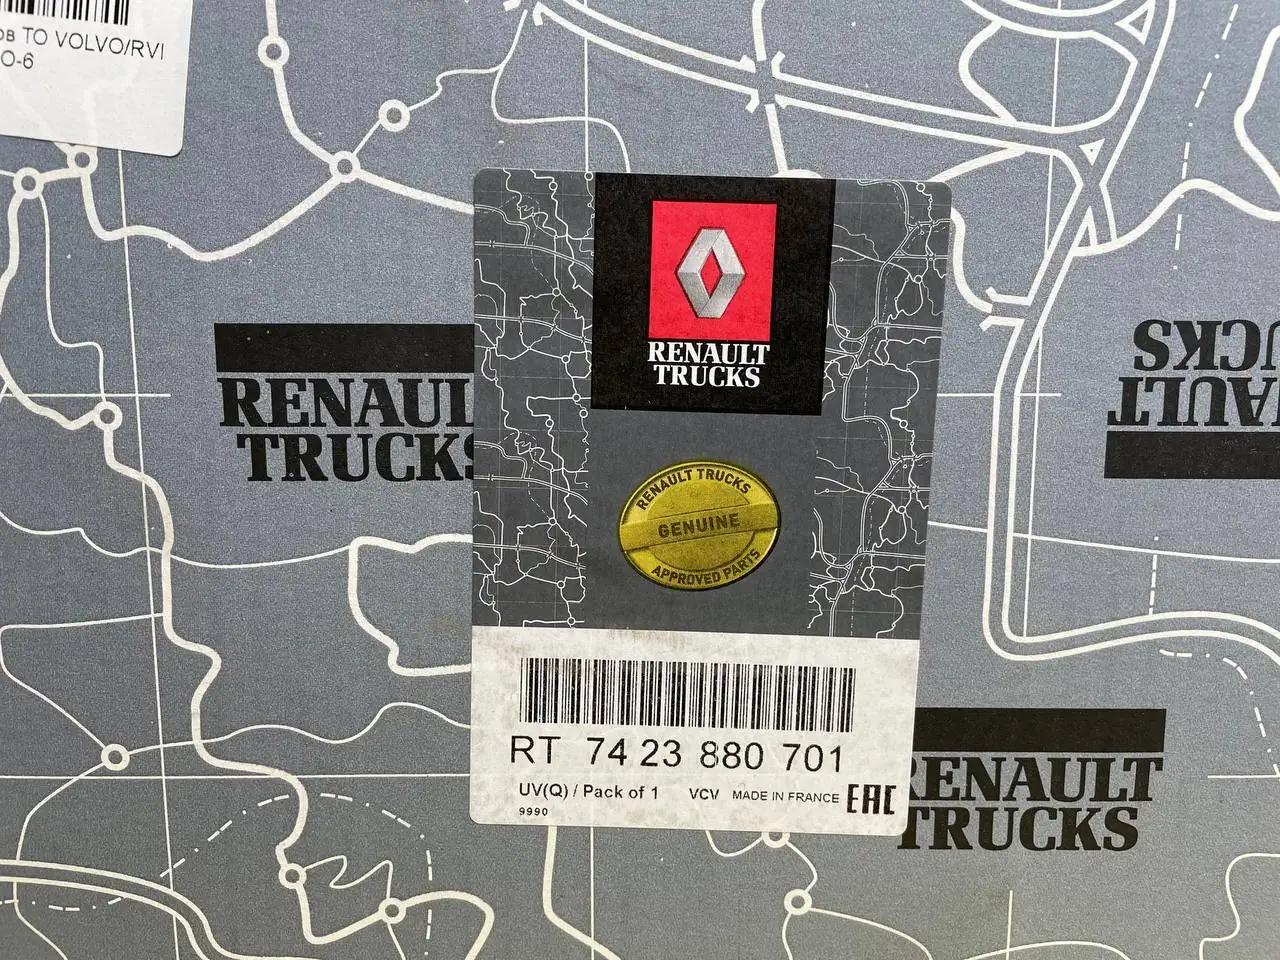 ов ТО VOLVO/RVI
О-6
RENAULT
TRUCKS
RENAULT
TRUCKS
RENAULT
TRUCKS
RENAULT TRUCKS
GENUINE
APPROVED PARTS
RT 74 23 880 701
UV(Q) / Pack of 1 VCV MADE IN FRANCE EAC
9990
RENAULT
TRUCKS